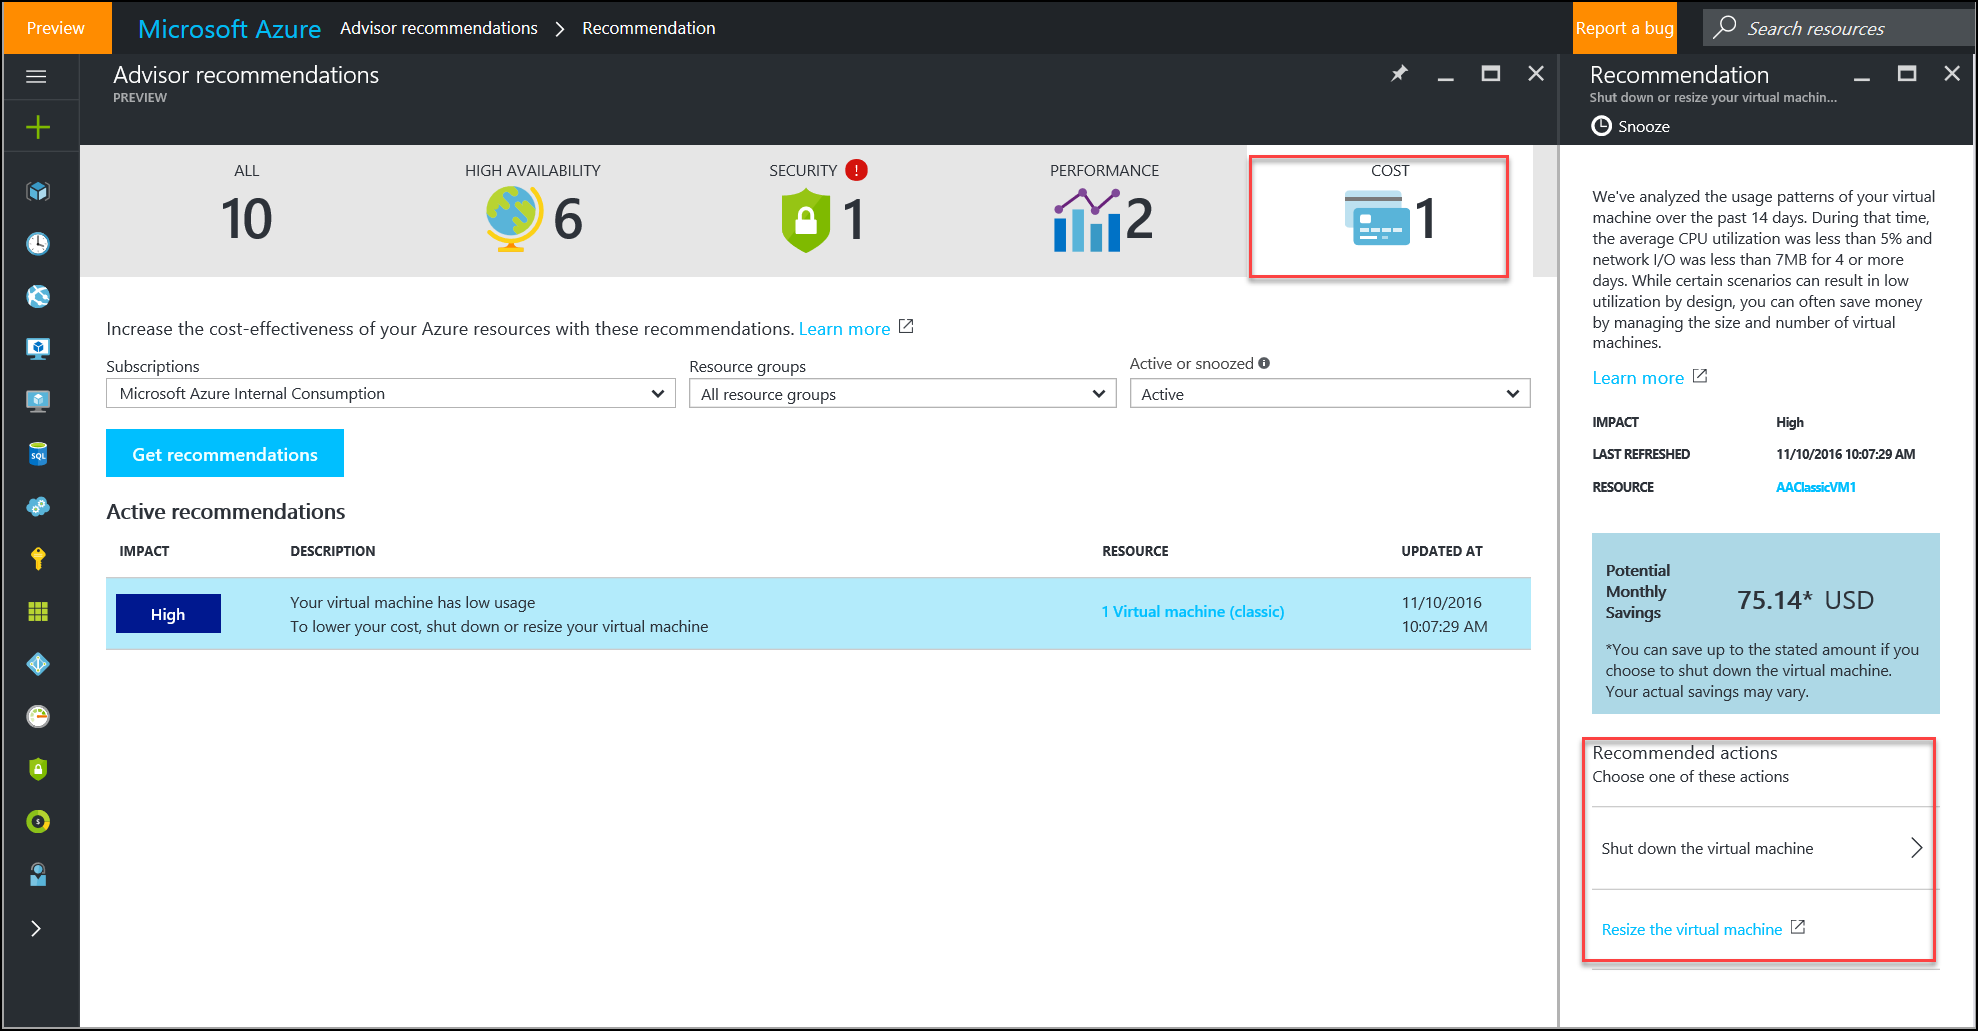 Preview
Microsoft Azure Advisor recommendations > Recommendation
Report a bug
Search resources
Advisor recommendations
PREVIEW
ALL
10
HIGH AVAILABILITY
6
SECURITY !
1
PERFORMANCE
2
COST
1
Increase the cost-effectiveness of your Azure resources with these recommendations. Learn more
Subscriptions
Microsoft Azure Internal Consumption
Resource groups
All resource groups
Active or snoozed
Active
Get recommendations
Active recommendations
IMPACT DESCRIPTION RESOURCE UPDATED AT
High
Your virtual machine has low usage
To lower your cost, shut down or resize your virtual machine
1 Virtual machine (classic)
11/10/2016
10:07:29 AM
SQL
$
Recommendation
Shut down or resize your virtual machin...
Snooze
We've analyzed the usage patterns of your virtual
machine over the past 14 days. During that time,
the average CPU utilization was less than 5% and
network I/O was less than 7MB for 4 or more
days. While certain scenarios can result in low
utilization by design, you can often save money
by managing the size and number of virtual
machines.
Learn more
IMPACT High
LAST REFRESHED 11/10/2016 10:07:29 AM
RESOURCE AAClassicVM1
Potential
Monthly
Savings
75.14* USD
*You can save up to the stated amount if you
choose to shut down the virtual machine.
Your actual savings may vary.
Recommended actions
Choose one of these actions
Shut down the virtual machine
Resize the virtual machine